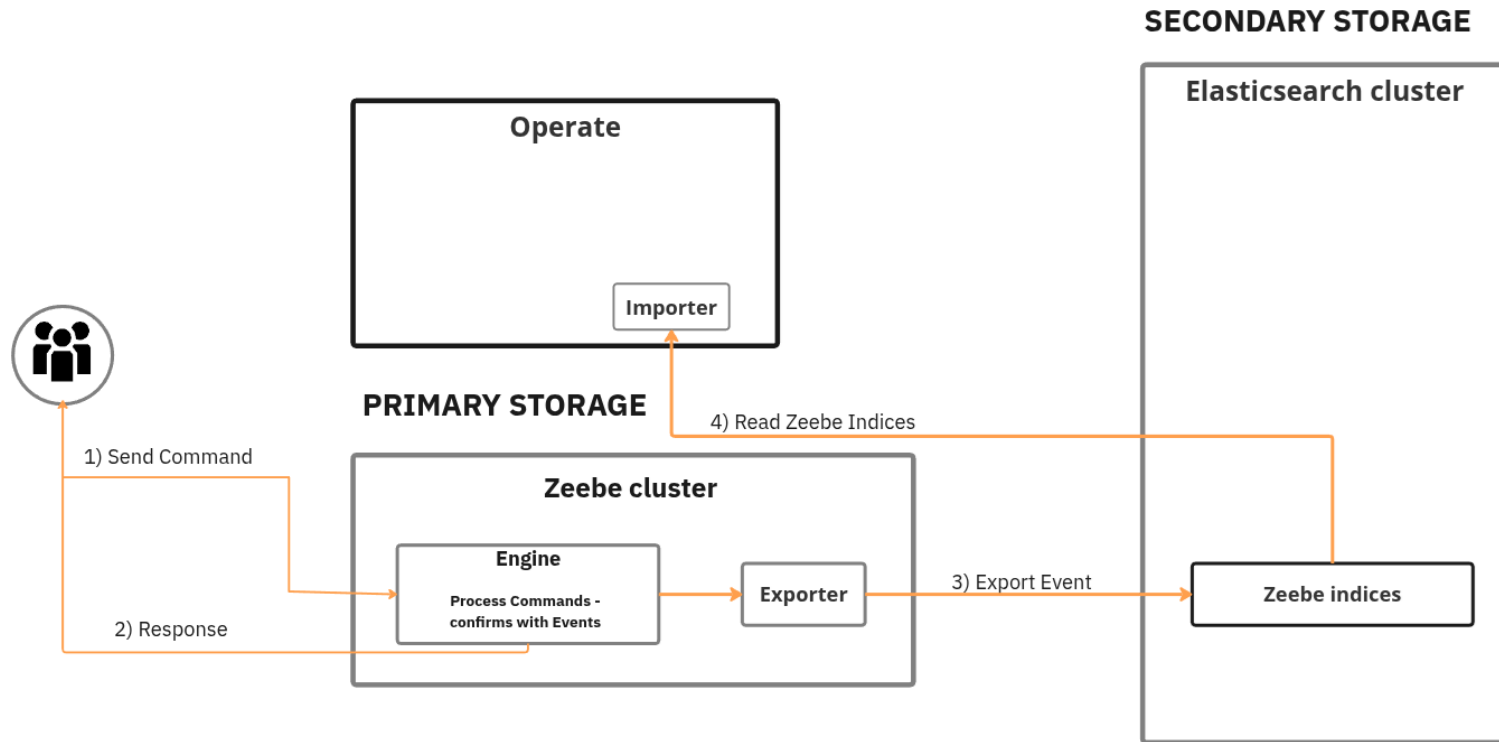 SECONDARY STORAGE
Elasticsearch cluster
Operate
Importer
PRIMARY STORAGE
4) Read Zeebe Indices
1) Send Command
Zeebe cluster
Engine
Process Commands -
confirms with Events
Exporter
3) Export Event
Zeebe indices
2) Response